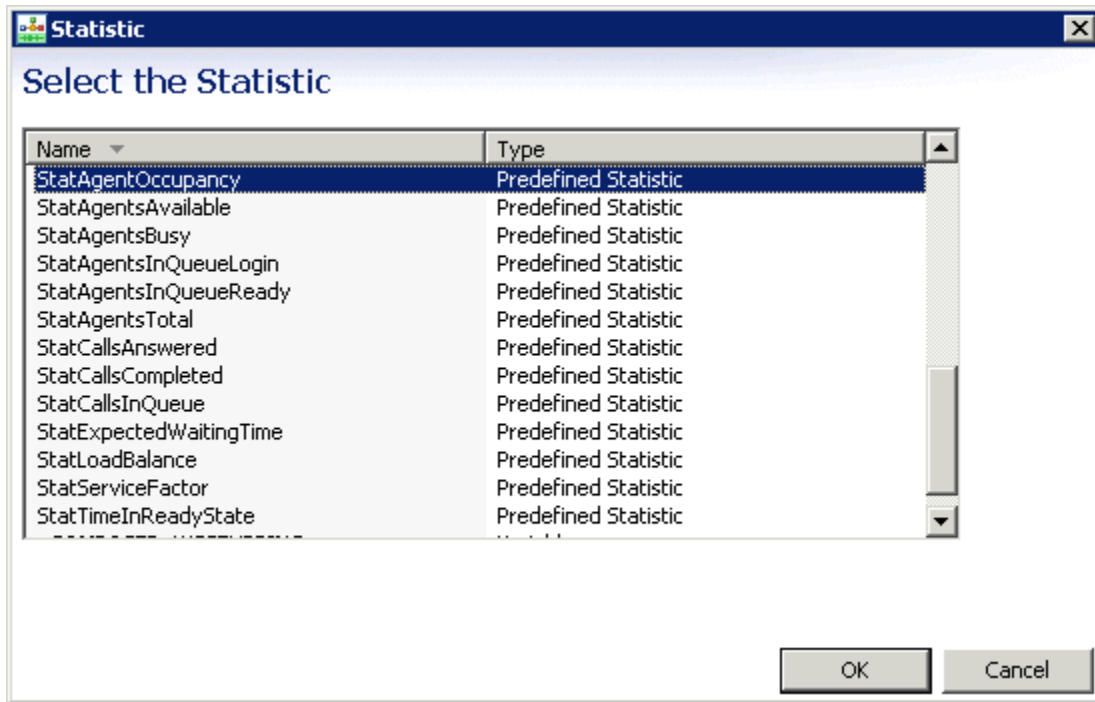 Statistic
Select the Statistic
Name Type
StatAgentOccupancy Predefined Statistic
StatAgentsAvailable Predefined Statistic
StatAgentsBusy Predefined Statistic
StatAgentsInQueueLogin Predefined Statistic
StatAgentsInQueueReady Predefined Statistic
StatAgentsTotal Predefined Statistic
StatCallsAnswered Predefined Statistic
StatCallsCompleted Predefined Statistic
StatCallsInQueue Predefined Statistic
StatExpectedWaitingTime Predefined Statistic
StatLoadBalance Predefined Statistic
StatServiceFactor Predefined Statistic
StatTimeInReadyState Predefined Statistic
OK Cancel